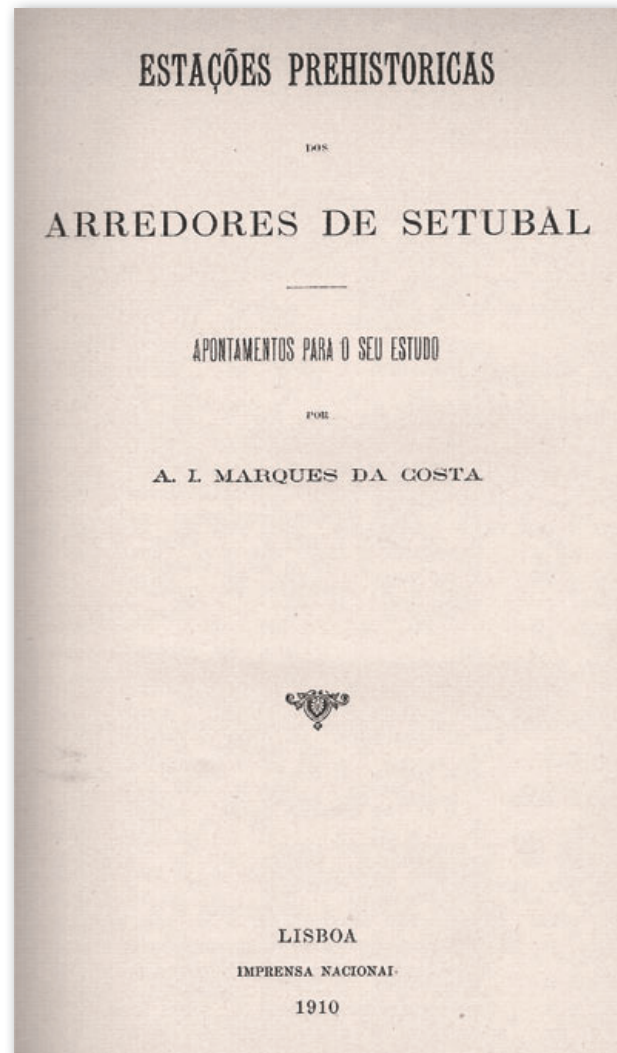 ESTAÇÕES PREHISTORICAS
DOS
ARREDORES DE SETUBAL
APONTAMENTOS PARA O SEU ESTUDO
POR
A. I. MARQUES DA COSTA
LISBOA
IMPRENSA NACIONAL
1910